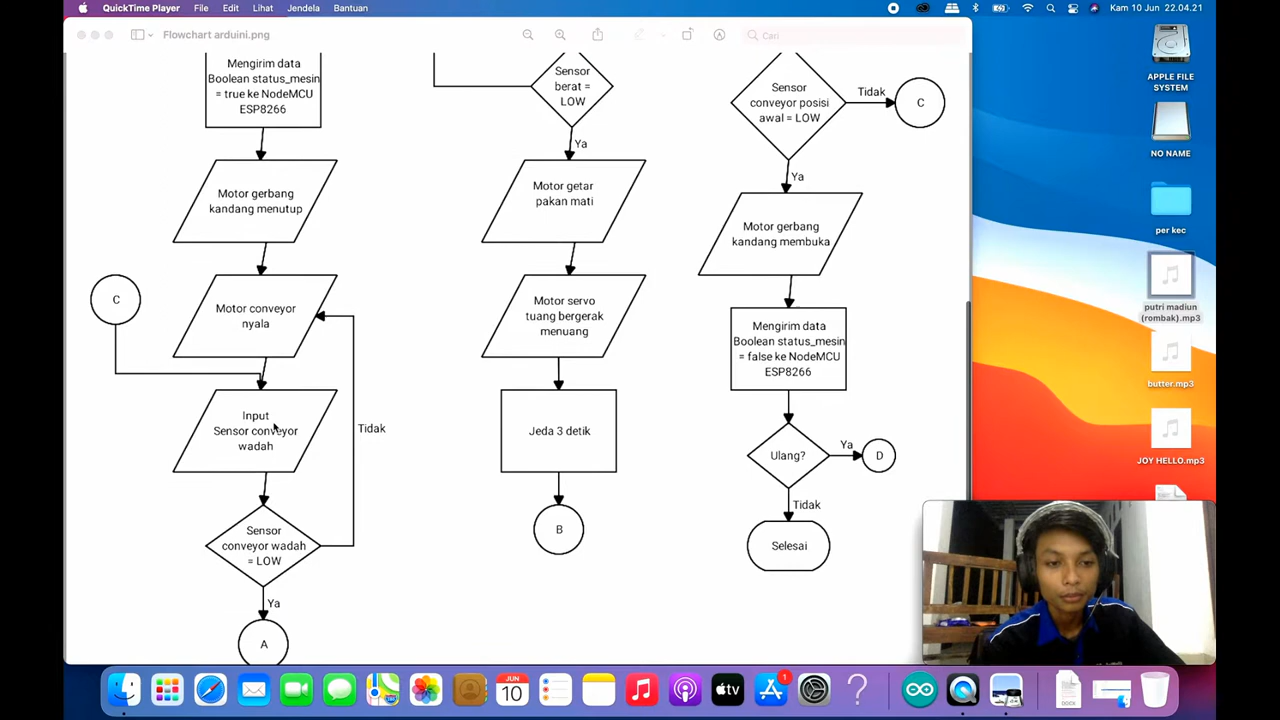 QuickTime Player
File
Edit
Lihat
Jendela
Bantuan
Kam 10 Jun 22.04.21
Flowchart arduini.png
Cari
Mengirim data
Boolean status_mesin
= true ke NodeMCU
ESP8266
Motor gerbang
kandang menutup
C
Motor conveyor
nyala
Input
Sensor conveyor
wadah
Tidak
Sensor
conveyor wadah
= LOW
Ya
A
Sensor
berat =
LOW
Ya
Motor getar
pakan mati
Motor servo
tuang bergerak
menuang
Jeda 3 detik
B
Sensor
conveyor posisi
awal = LOW
Tidak
C
Ya
Motor gerbang
kandang membuka
Mengirim data
Boolean status_mesin
= false ke NodeMCU
ESP8266
Ulang?
Ya
D
Tidak
Selesai
APPLE FILE
SYSTEM
NO NAME
per kec
putri madiun
(rombak).mp3
butter.mp3
JOY HELLO.mp3
JUN
10
tv
1
DOCX